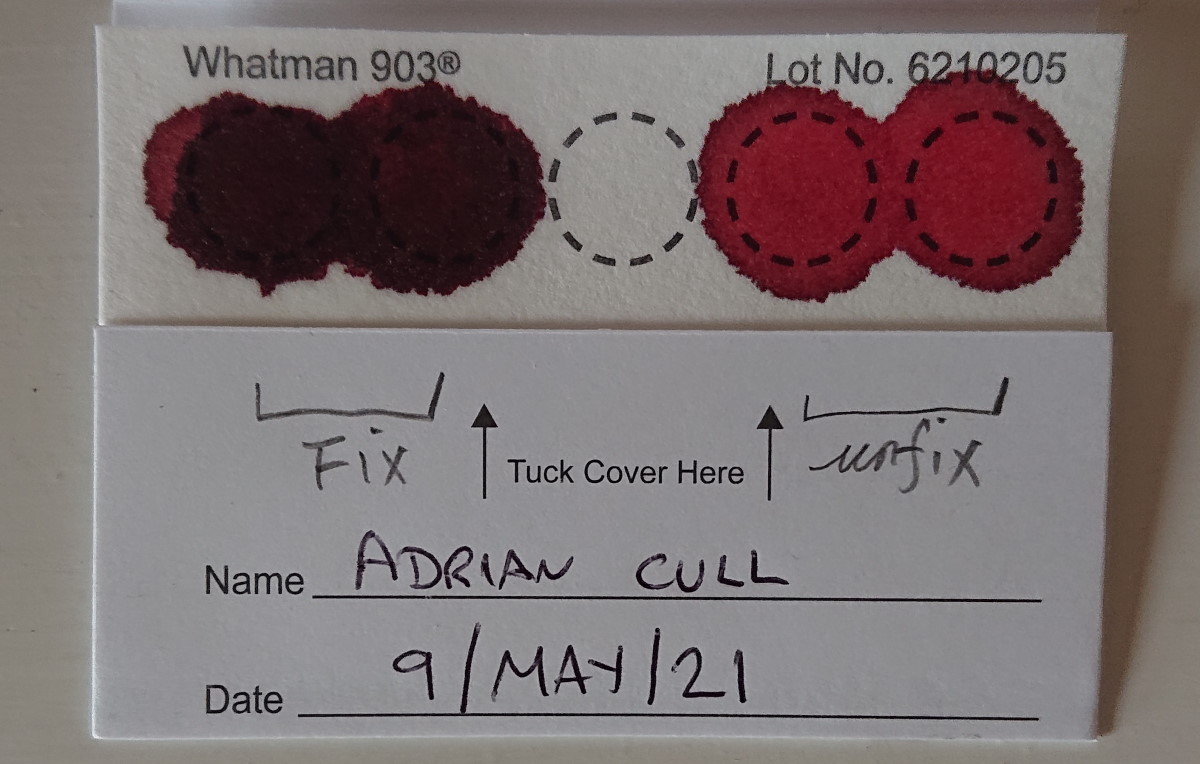 Whatman 903® Lot No. 6210205
Fix Tuck Cover Here unfix
Name ADRIAN CULL
Date 9/MAY/21